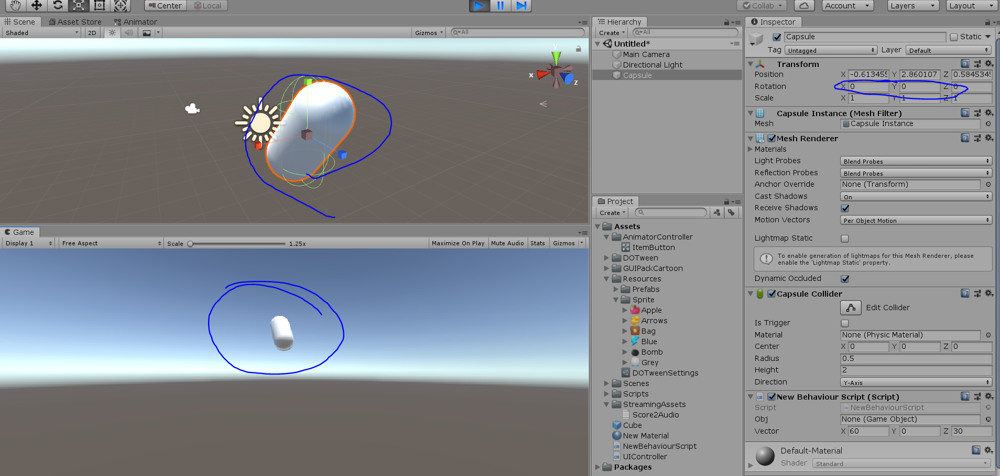 Center Local
Collab Account Layers Layout
Scene Asset Store Animator
Shaded 2D Gizmos All
y
x
z
Game
Display 1 Free Aspect Scale 1.25x Maximize On Play Mute Audio Stats Gizmos
Hierarchy
Create All
Untitled*
Main Camera
Directional Light
Capsule
Project
Create
Assets
AnimatorController
ItemButton
DOTween
GUIPackCartoon
Resources
Prefabs
Sprite
Apple
Arrows
Bag
Blue
Bomb
Grey
DOTweenSettings
Scenes
Scripts
StreamingAssets
Score2Audio
Cube
New Material
NewBehaviourScript
UIController
Packages
Inspector
Capsule Static
Tag Untagged Layer Default
Transform
Position X -0.613455 Y 2.860107 Z 0.5845345
Rotation X 0 Y 0 Z 0
Scale X 1 Y 1 Z 1
Capsule Instance (Mesh Filter)
Mesh Capsule Instance
Mesh Renderer
Materials
Light Probes Blend Probes
Reflection Probes Blend Probes
Anchor Override None (Transform)
Cast Shadows On
Receive Shadows
Motion Vectors Per Object Motion
Lightmap Static
To enable generation of lightmaps for this Mesh Renderer, please
enable the 'Lightmap Static' property.
Dynamic Occluded
Capsule Collider
Edit Collider
Is Trigger
Material None (Physic Material)
Center X 0 Y 0 Z 0
Radius 0.5
Height 2
Direction Y-Axis
New Behaviour Script (Script)
Script NewBehaviourScript
Obj None (Game Object)
Vector X 60 Y 0 Z 30
Default-Material
Shader Standard